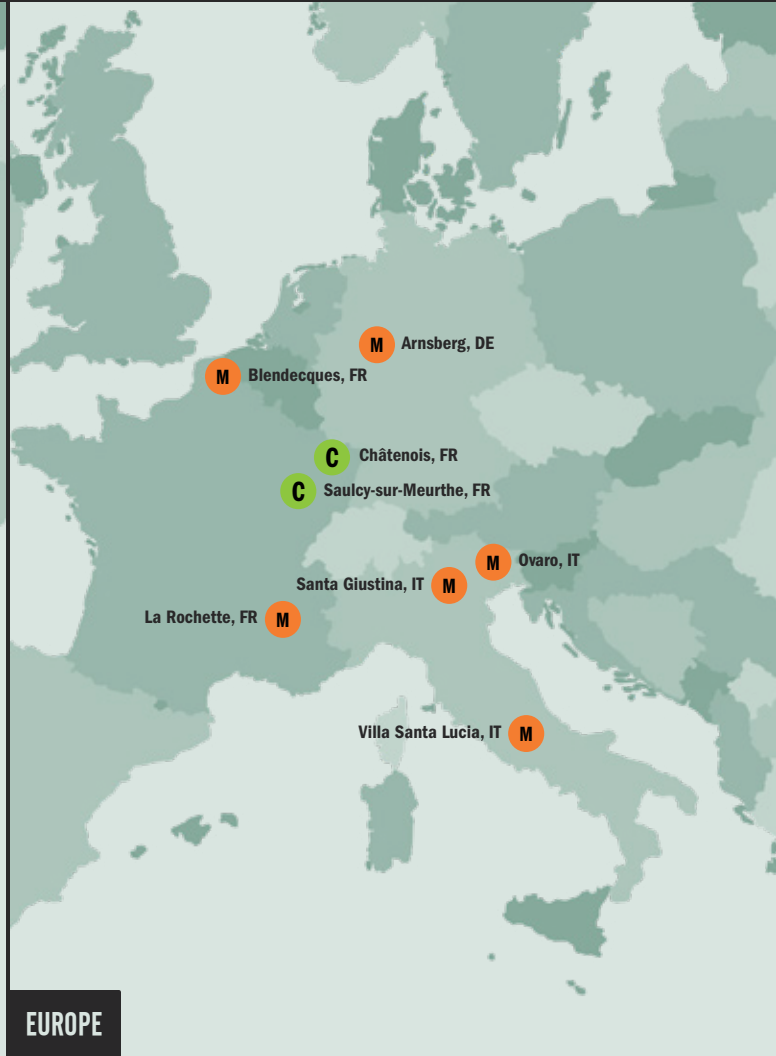 M Arnsberg, DE
M Blendecques, FR
C Châtenois, FR
C Saulcy-sur-Meurthe, FR
M Ovaro, IT
Santa Giustina, IT M
La Rochette, FR M
Villa Santa Lucia, IT M
EUROPE